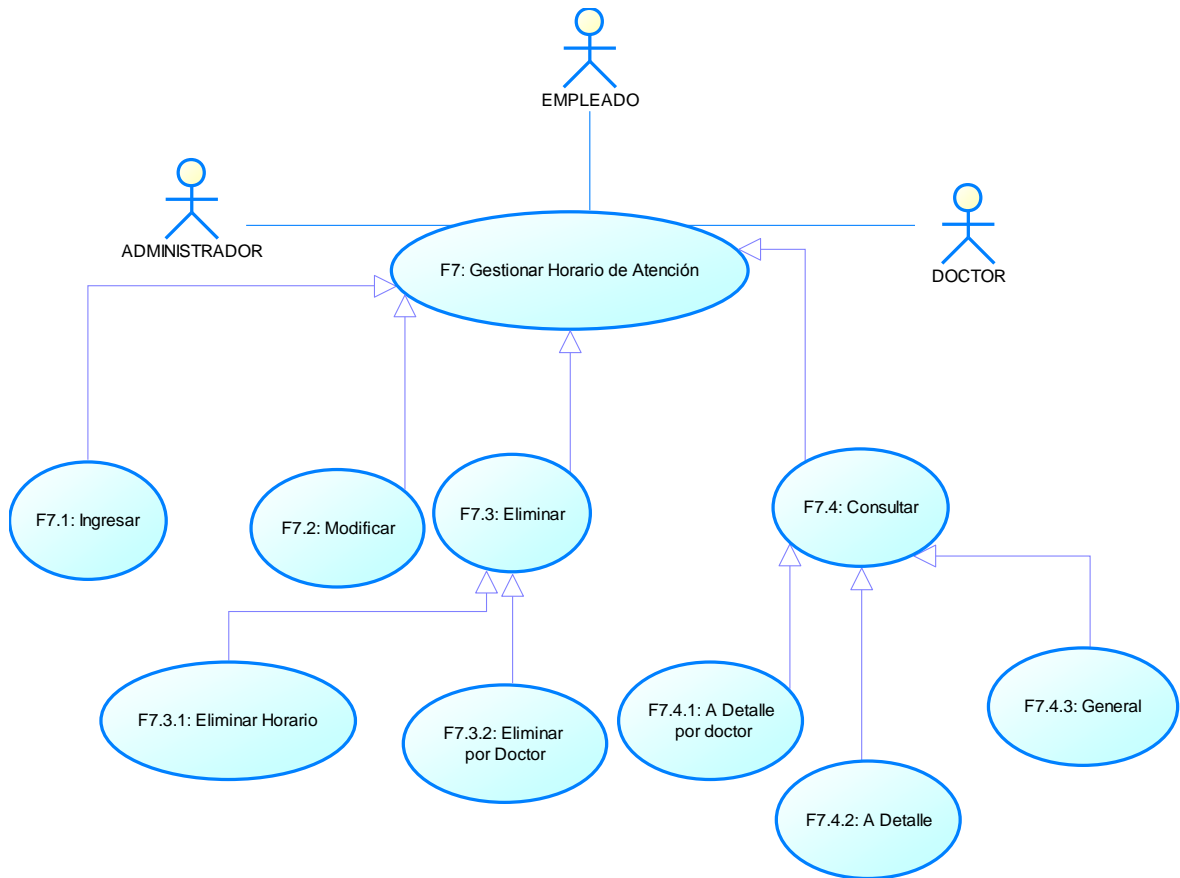 EMPLEADO
ADMINISTRADOR
DOCTOR
F7: Gestionar Horario de Atención
F7.1: Ingresar
F7.2: Modificar
F7.3: Eliminar
F7.4: Consultar
F7.3.1: Eliminar Horario
F7.3.2: Eliminar
por Doctor
F7.4.1: A Detalle
por doctor
F7.4.2: A Detalle
F7.4.3: General